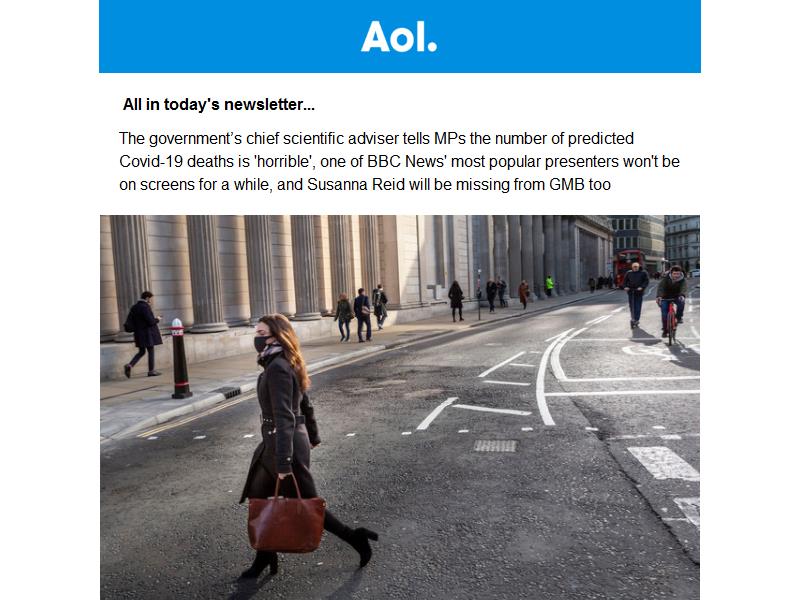 Aol.
All in today's newsletter...
The government’s chief scientific adviser tells MPs the number of predicted
Covid-19 deaths is 'horrible', one of BBC News' most popular presenters won't be
on screens for a while, and Susanna Reid will be missing from GMB too